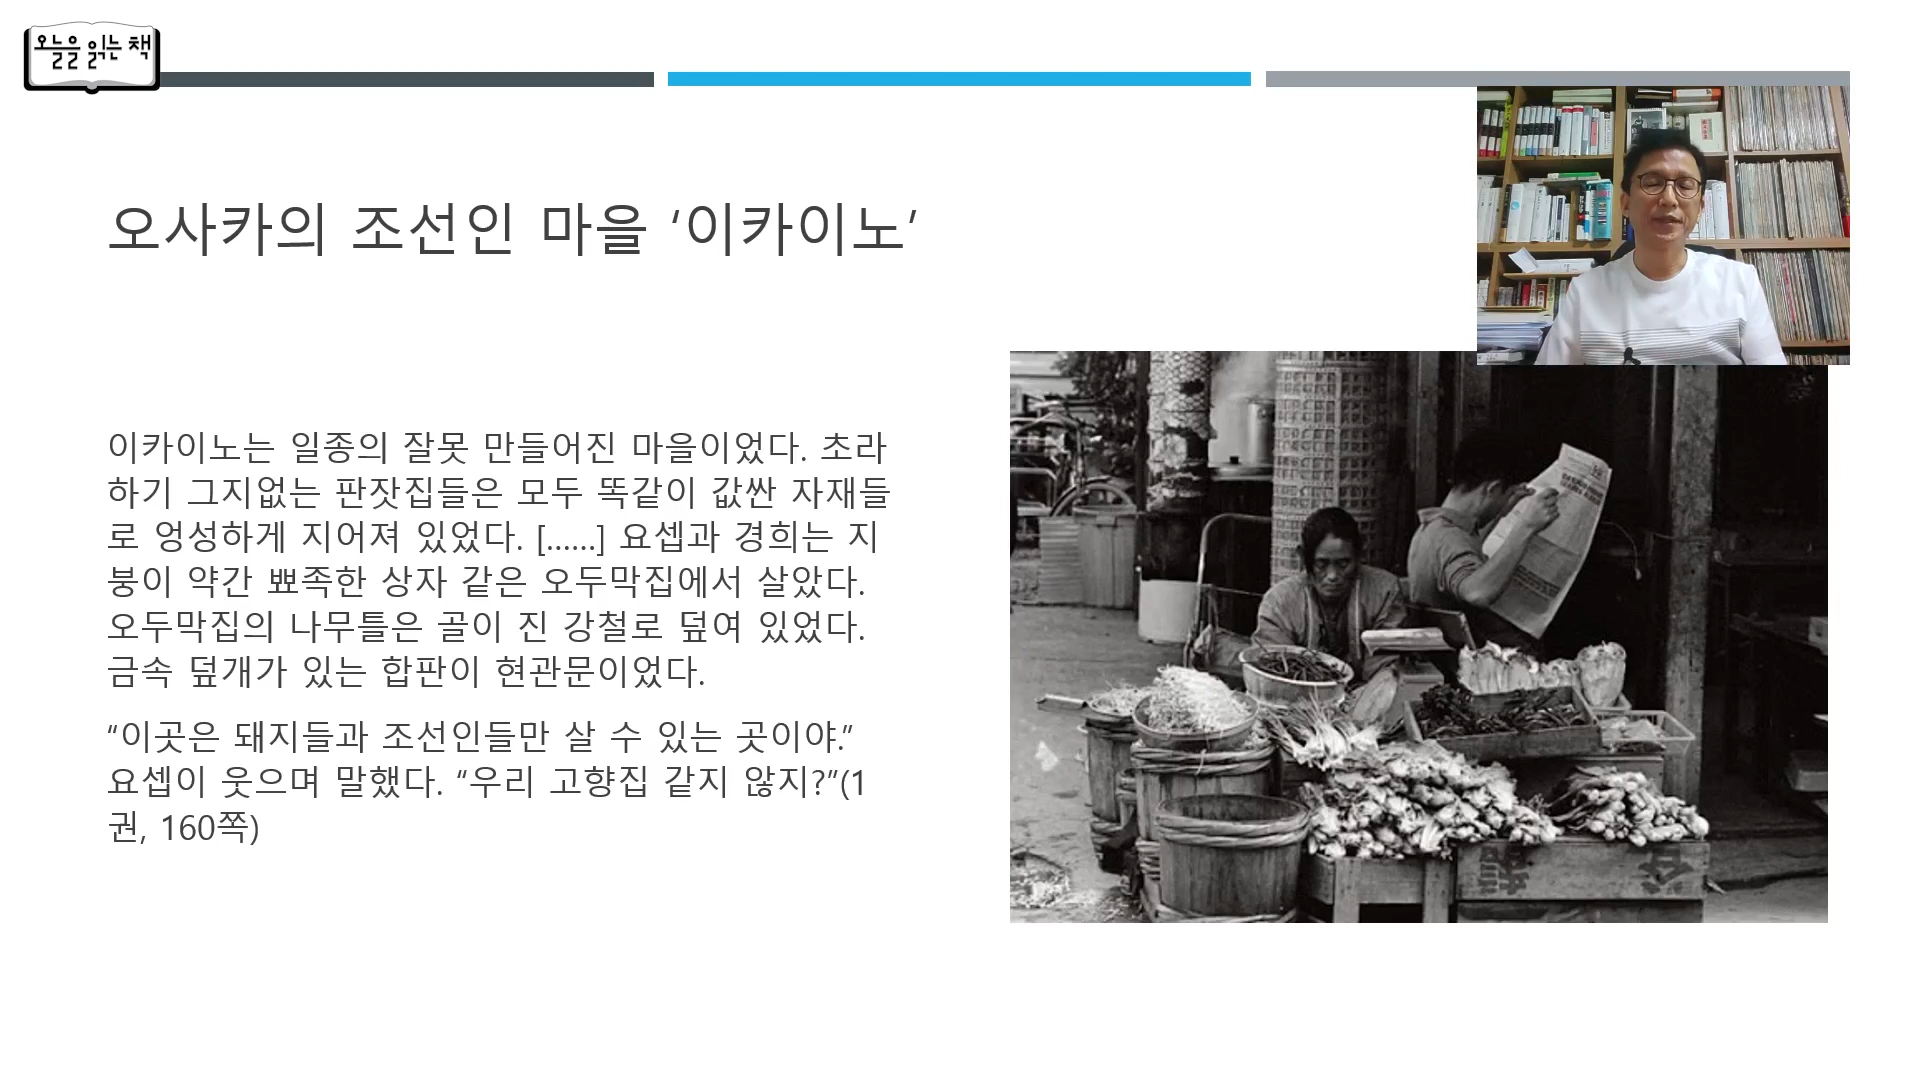 오늘을 읽는 책
오사카의 조선인 마을 ‘이카이노’
이카이노는 일종의 잘못 만들어진 마을이었다. 초라
하기 그지없는 판잣집들은 모두 똑같이 값싼 자재들
로 엉성하게 지어져 있었다. [......] 요셉과 경희는 지
붕이 약간 뾰족한 상자 같은 오두막집에서 살았다.
오두막집의 나무틀은 골이 진 강철로 덮여 있었다.
금속 덮개가 있는 합판이 현관문이었다.
“이곳은 돼지들과 조선인들만 살 수 있는 곳이야.”
요셉이 웃으며 말했다. “우리 고향집 같지 않지?”(1
권, 160쪽)